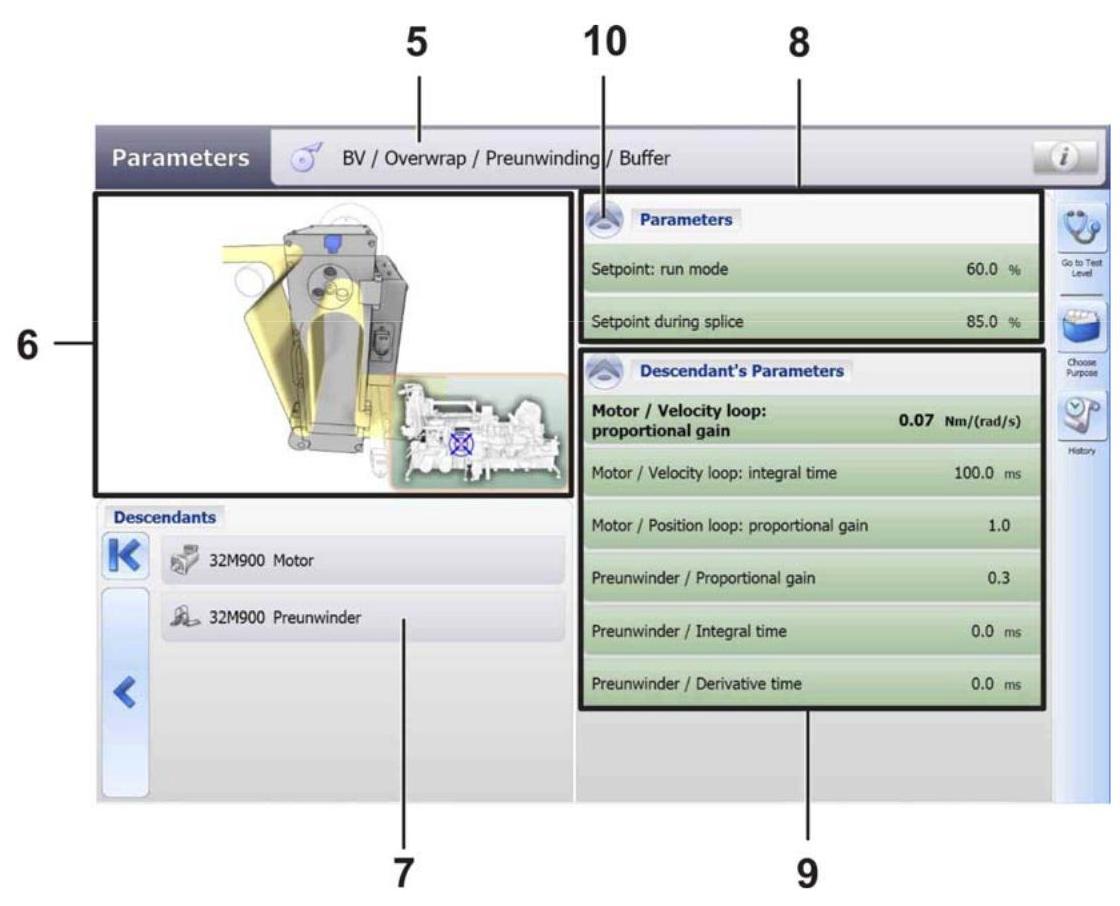 5 10 8
Parameters BV / Overwrap / Preunwinding / Buffer i
Parameters
Setpoint: run mode 60.0 %
Setpoint during splice 85.0 %
Go to Test
Level
Choose
Purpose
History
6
Descendant's Parameters
Motor / Velocity loop:
proportional gain 0.07 Nm/(rad/s)
Motor / Velocity loop: integral time 100.0 ms
Motor / Position loop: proportional gain 1.0
Preunwinder / Proportional gain 0.3
Preunwinder / Integral time 0.0 ms
Preunwinder / Derivative time 0.0 ms
Descendants
32M900 Motor
32M900 Preunwinder
7 9